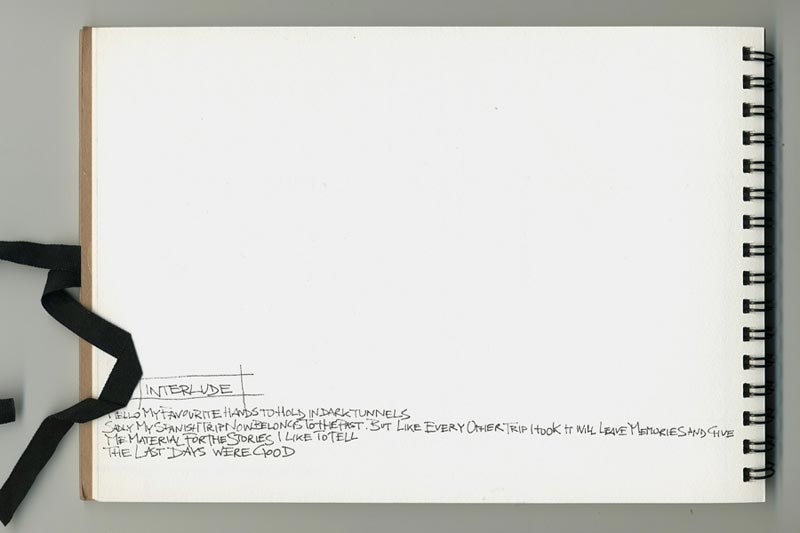 INTERLUDE
HELLO MY FAVOURITE HANDS TO HOLD IN DARK TUNNELS
SADLY MY SPANISH TRIP NOW BELONGS TO THE PAST. BUT LIKE EVERY OTHER TRIP I TOOK IT WILL LEAVE MEMORIES AND GIVE
ME MATERIAL FOR THE STORIES I LIKE TO TELL
THE LAST DAYS WERE GOOD